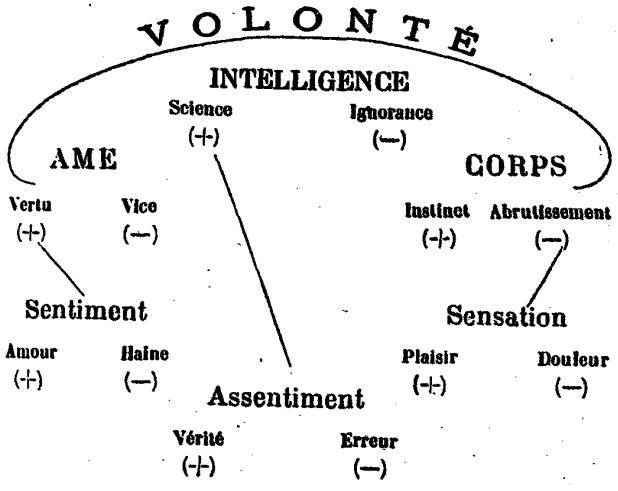 VOLONTÉ
INTELLIGENCE
Science Ignorance
(+) (—)
AME CORPS
Vertu Vice Instinct Abrutissement
(+) (—) (+) (—)
Sentiment Sensation
Amour Haine Plaisir Douleur
(+) (—) (+) (—)
Assentiment
Vérité Erreur
(+) (—)